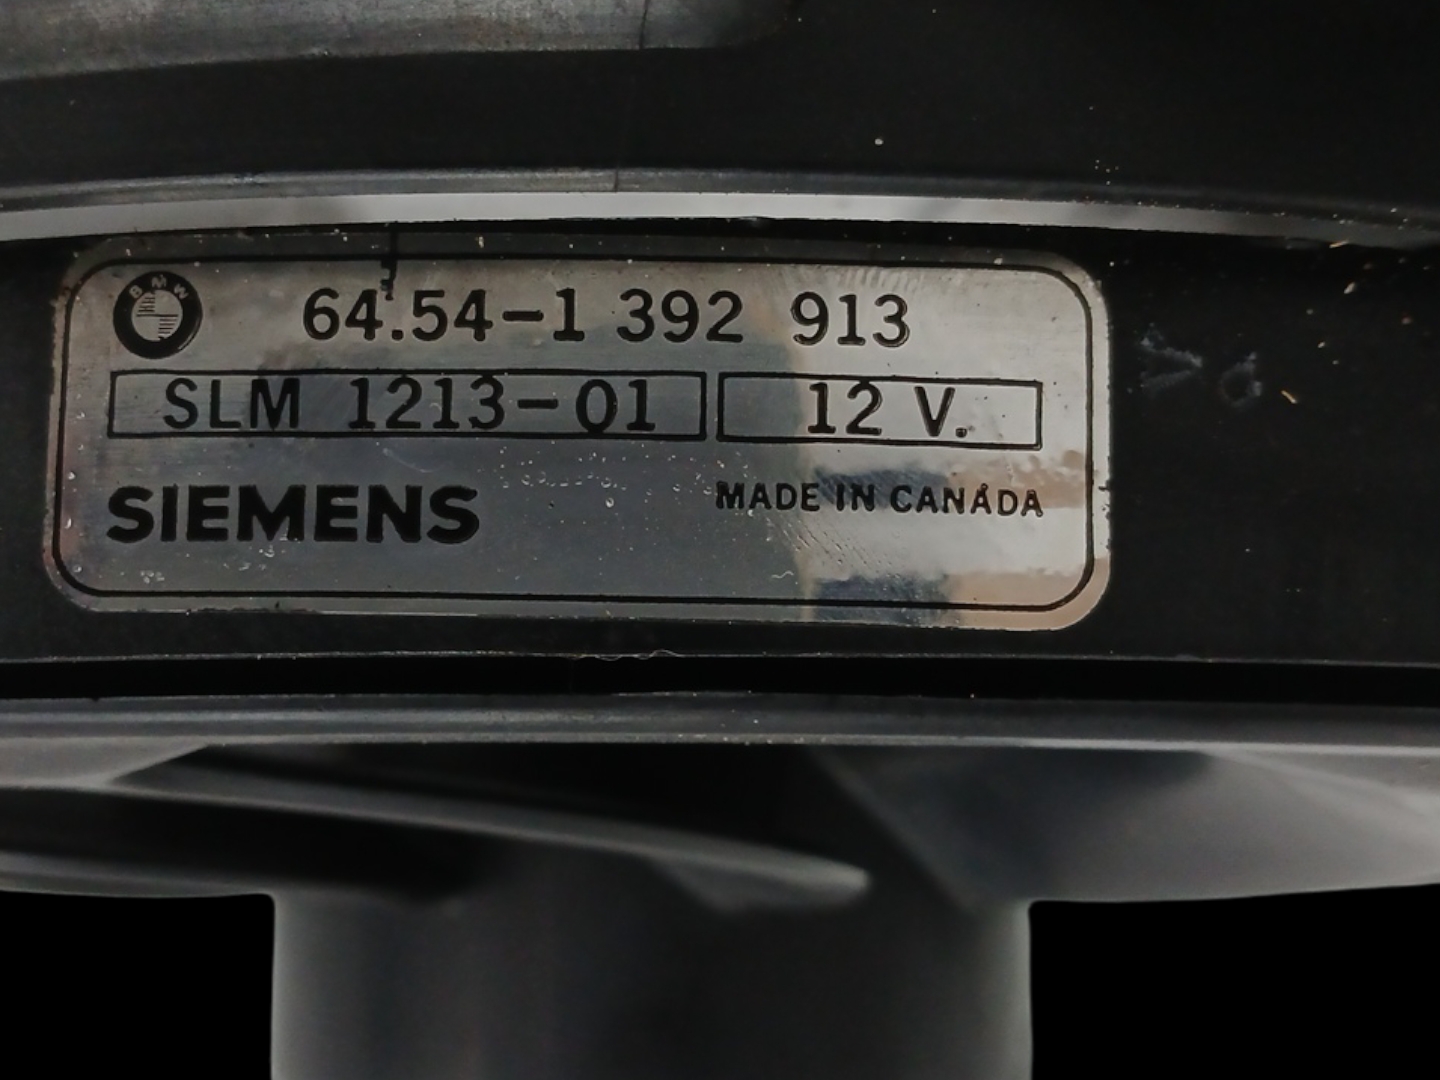 BMW
64.54-1 392 913
SLM 1213-01 12 V.
SIEMENS MADE IN CANADA